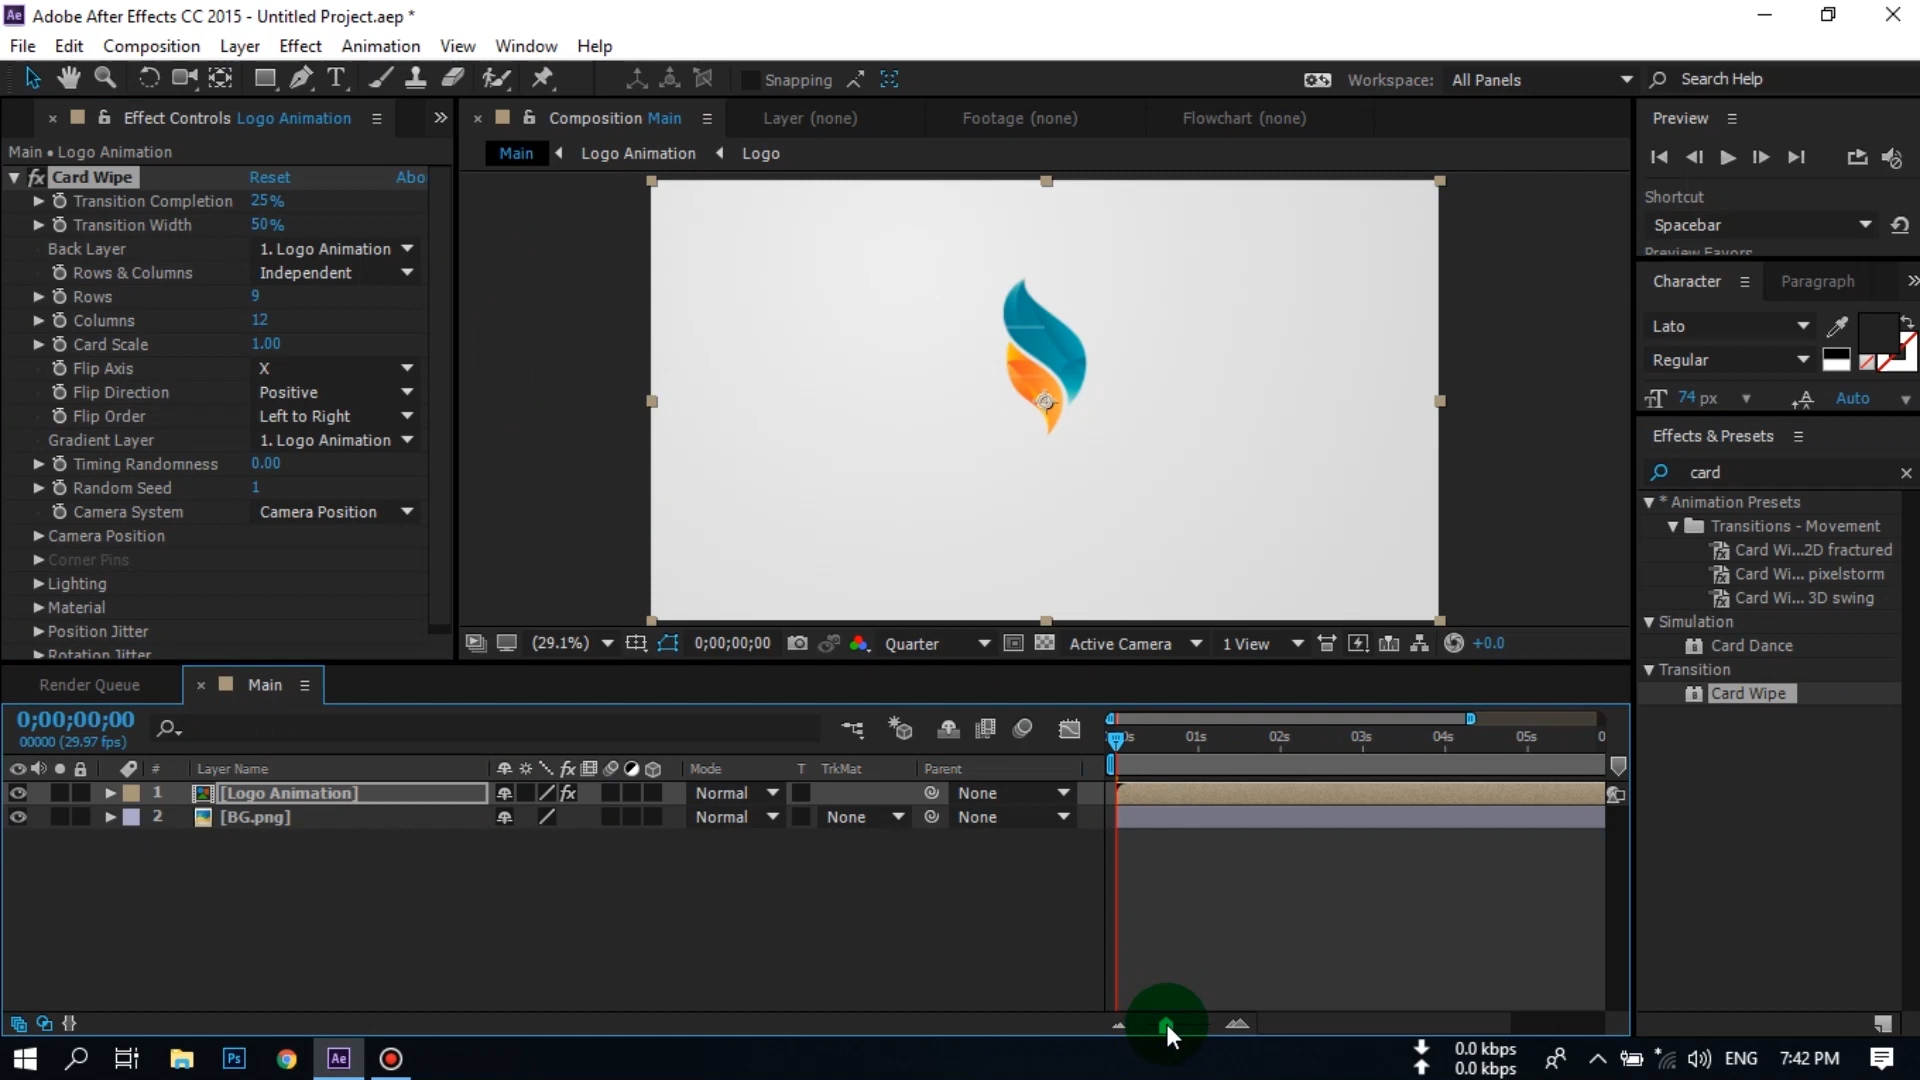 Ae Adobe After Effects CC 2015 - Untitled Project.aep *
File Edit Composition Layer Effect Animation View Window Help
T Snapping Workspace: All Panels Search Help
Effect Controls Logo Animation
Main • Logo Animation
fx Card Wipe Reset Abo
Transition Completion 25%
Transition Width 50%
Back Layer 1. Logo Animation
Rows & Columns Independent
Rows 9
Columns 12
Card Scale 1.00
Flip Axis X
Flip Direction Positive
Flip Order Left to Right
Gradient Layer 1. Logo Animation
Timing Randomness 0.00
Random Seed 1
Camera System Camera Position
Camera Position
Corner Pins
Lighting
Material
Position Jitter
Rotation Jitter
Composition Main Layer (none) Footage (none) Flowchart (none)
Main Logo Animation Logo
(29.1%) 0;00;00;00 Quarter Active Camera 1 View +0.0
Preview
Shortcut
Spacebar
Preview Favors
Character Paragraph
Lato
Regular
74 px Auto
Effects & Presets
card
* Animation Presets
Transitions - Movement
Card Wi...2D fractured
Card Wi... pixelstorm
Card Wi... 3D swing
Simulation
Card Dance
Transition
Card Wipe
Render Queue Main
0;00;00;00
00000 (29.97 fps)
0s 01s 02s 03s 04s 05s 0
# Layer Name fx Mode T TrkMat Parent
1 [Logo Animation] fx Normal None
2 [BG.png] Normal None None
Ps Ae 0.0 kbps
0.0 kbps
ENG 7:42 PM